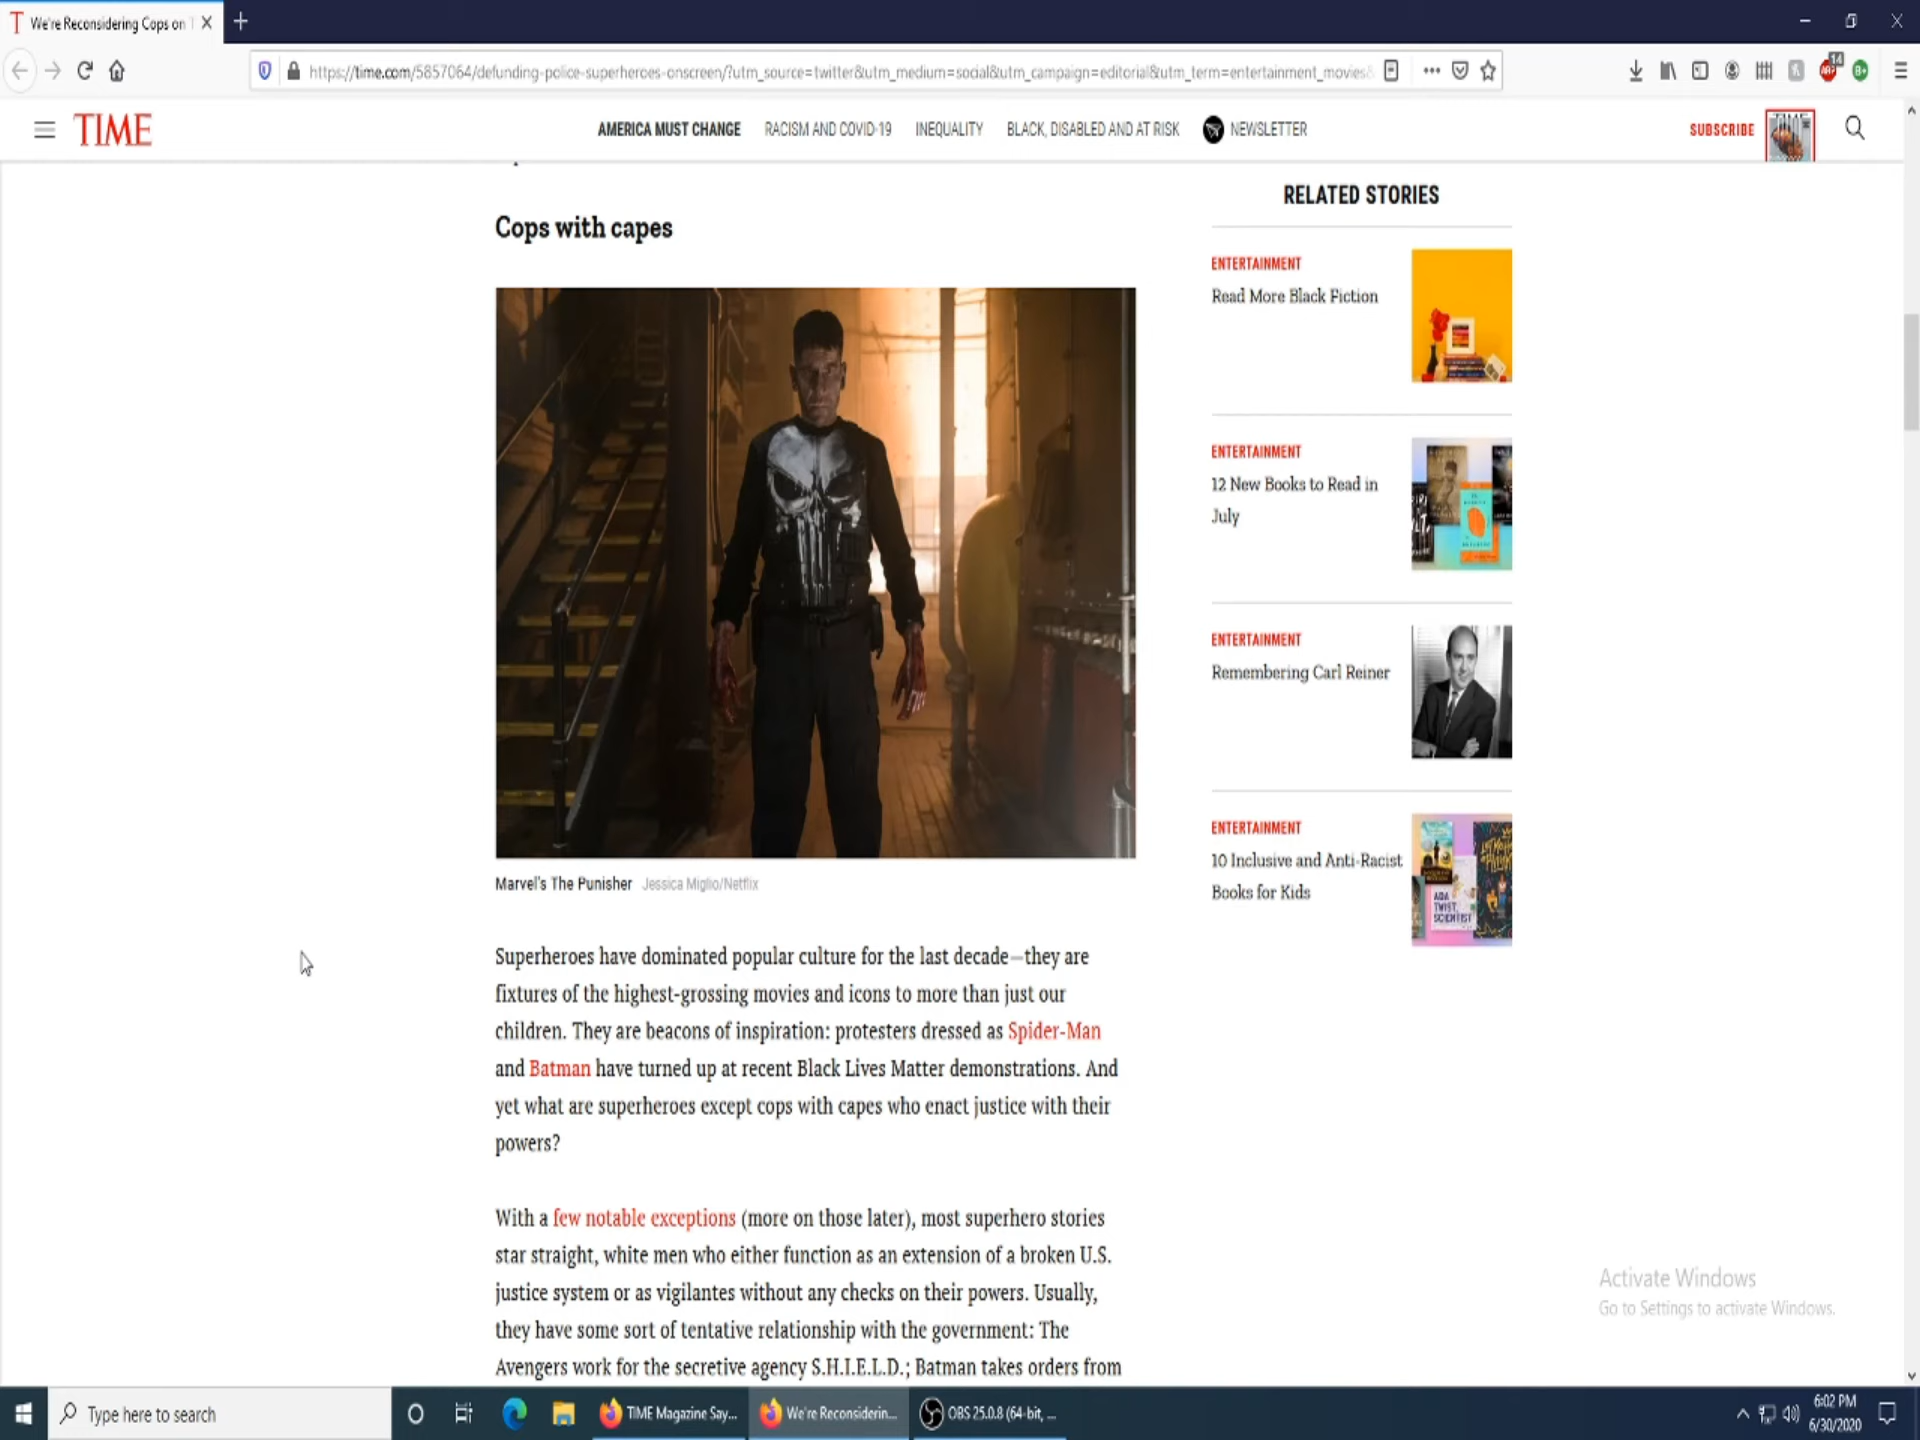 We're Reconsidering Cops on T
https://time.com/5857064/defunding-police-superheroes-onscreen/?utm_source=twitter&utm_medium=social&utm_campaign=editorial&utm_term=entertainment_movies&
14
TIME
AMERICA MUST CHANGE
RACISM AND COVID-19
INEQUALITY
BLACK, DISABLED AND AT RISK
NEWSLETTER
SUBSCRIBE
Cops with capes
Marvel's The Punisher Jessica Miglio/Netflix
Superheroes have dominated popular culture for the last decade—they are
fixtures of the highest-grossing movies and icons to more than just our
children. They are beacons of inspiration: protesters dressed as Spider-Man
and Batman have turned up at recent Black Lives Matter demonstrations. And
yet what are superheroes except cops with capes who enact justice with their
powers?
With a few notable exceptions (more on those later), most superhero stories
star straight, white men who either function as an extension of a broken U.S.
justice system or as vigilantes without any checks on their powers. Usually,
they have some sort of tentative relationship with the government: The
Avengers work for the secretive agency S.H.I.E.L.D.; Batman takes orders from
RELATED STORIES
ENTERTAINMENT
Read More Black Fiction
ENTERTAINMENT
12 New Books to Read in
July
ENTERTAINMENT
Remembering Carl Reiner
ENTERTAINMENT
10 Inclusive and Anti-Racist
Books for Kids
ADA
TWIST,
SCIENTIST
Activate Windows
Go to Settings to activate Windows.
Type here to search
TIME Magazine Say...
We're Reconsiderin...
OBS 25.0.8 (64-bit, ...
6:02 PM
6/30/2020